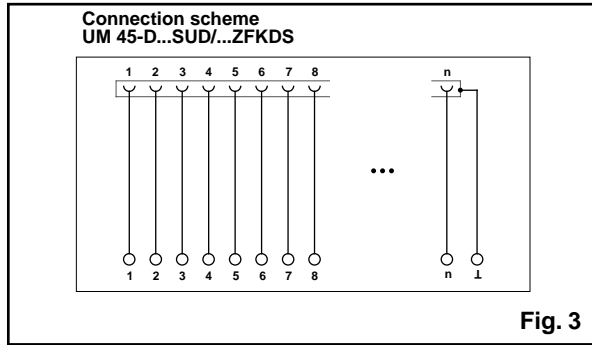 Connection scheme
UM 45-D...SUD/...ZFKDS
1 2 3 4 5 6 7 8 n
...
1 2 3 4 5 6 7 8 n ⊥
Fig. 3